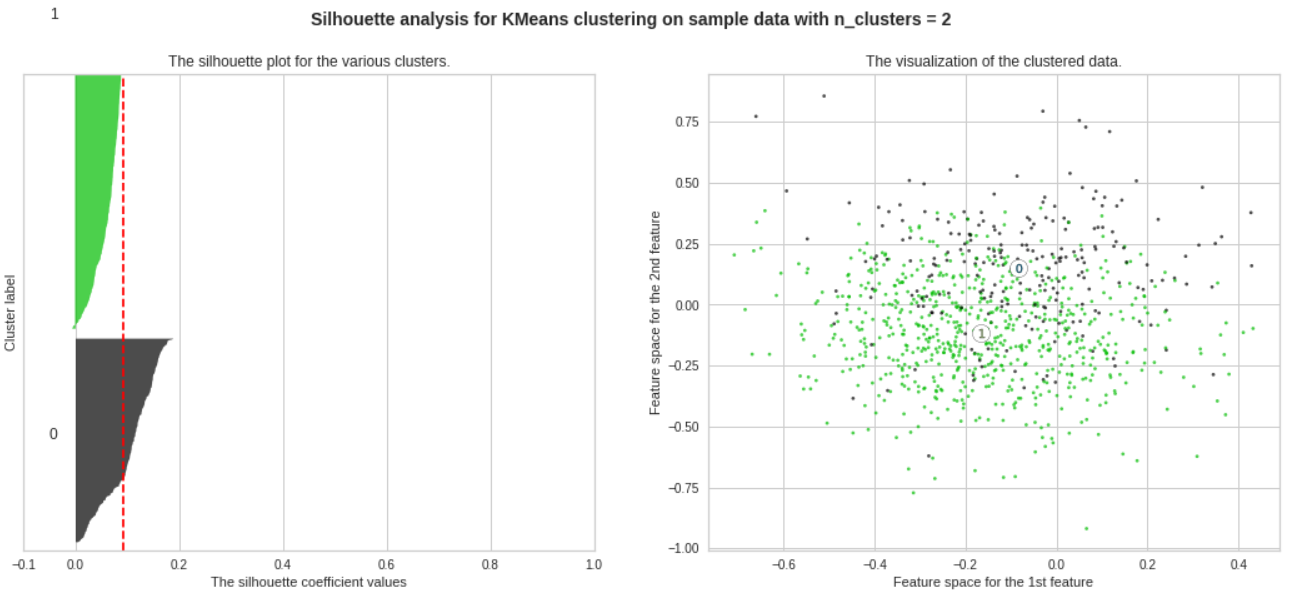 1
Silhouette analysis for KMeans clustering on sample data with n_clusters = 2
The silhouette plot for the various clusters.
Cluster label
0
−0.1 0.0 0.2 0.4 0.6 0.8 1.0
The silhouette coefficient values
The visualization of the clustered data.
Feature space for the 2nd feature
0.75
0.50
0.25
0.00
−0.25
−0.50
−0.75
−1.00
0
1
−0.6 −0.4 −0.2 0.0 0.2 0.4
Feature space for the 1st feature